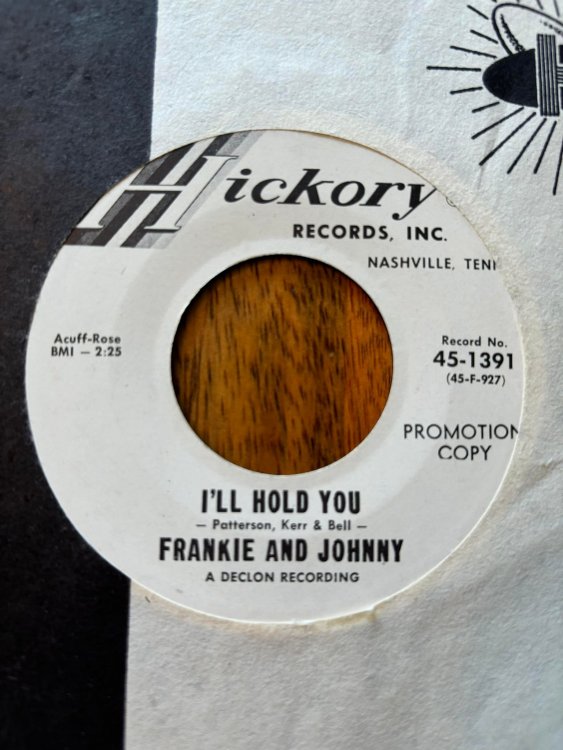 Hickory
RECORDS, INC.
NASHVILLE, TEN
Acuff-Rose
BMI – 2:25
Record No.
45-1391
(45-F-927)
PROMOTION
COPY
I'LL HOLD YOU
– Patterson, Kerr & Bell –
FRANKIE AND JOHNNY
A DECLON RECORDING